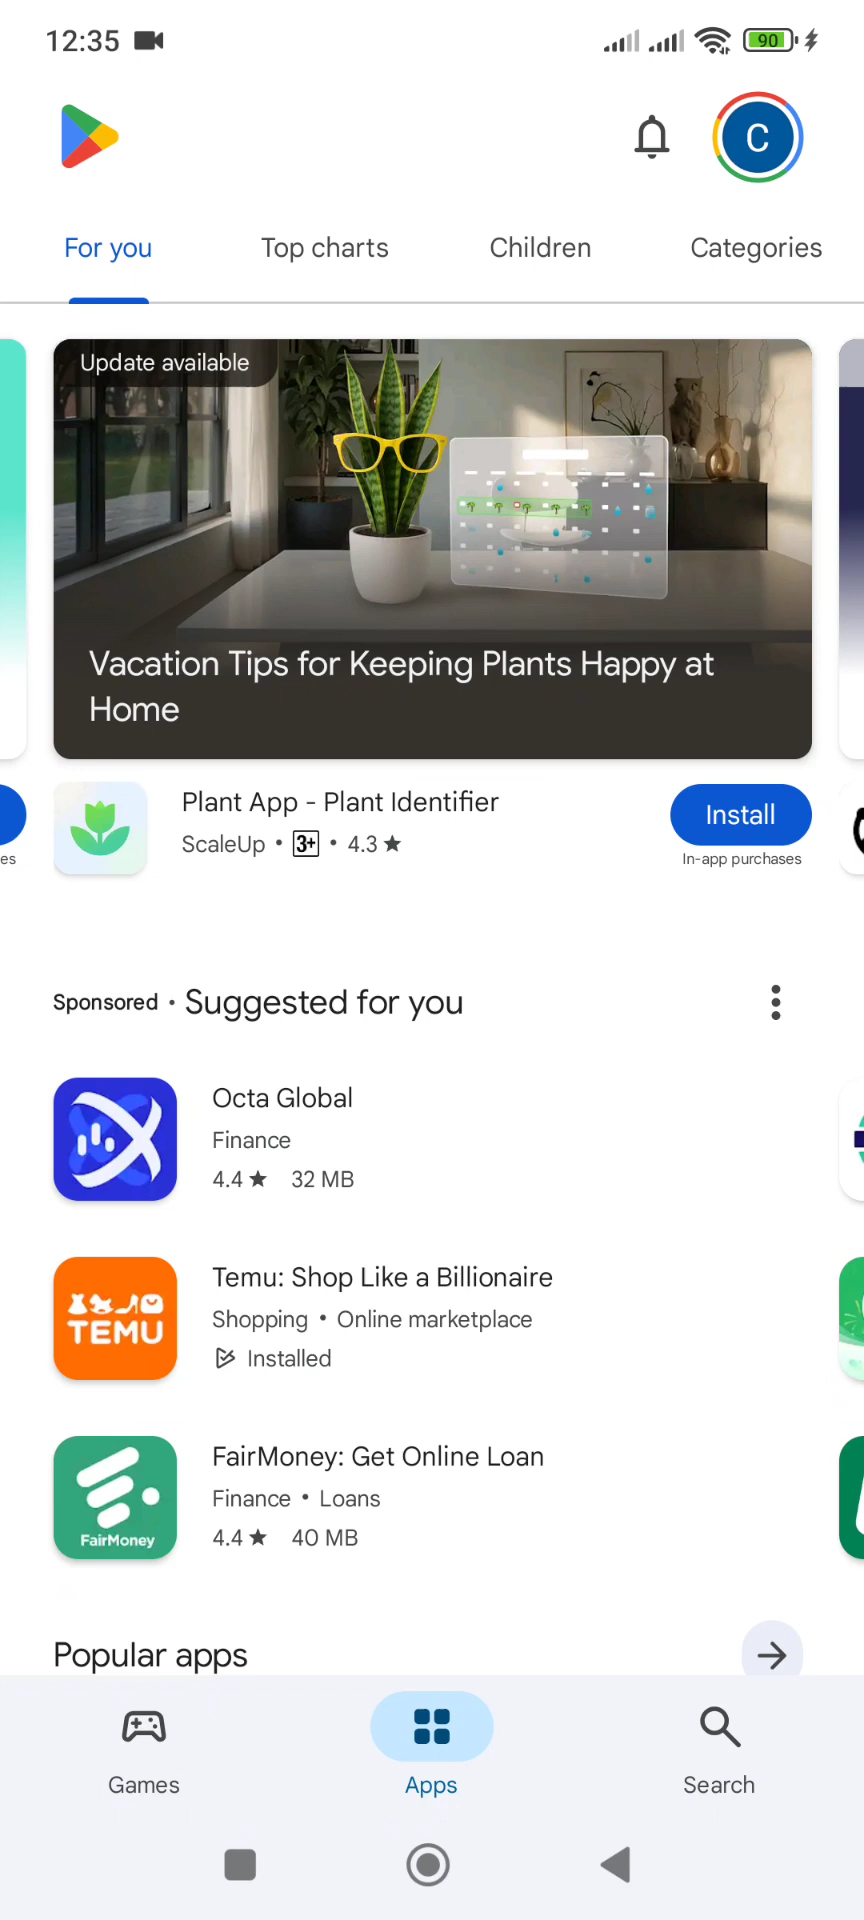 12:35
90
C
For you
Top charts
Children
Categories
Update available
Vacation Tips for Keeping Plants Happy at
Home
es
Plant App - Plant Identifier
ScaleUp • 3+ • 4.3 ★
Install
In-app purchases
Sponsored • Suggested for you
Octa Global
Finance
4.4 ★ 32 MB
TEMU
Temu: Shop Like a Billionaire
Shopping • Online marketplace
Installed
FairMoney
FairMoney: Get Online Loan
Finance • Loans
4.4 ★ 40 MB
Popular apps
Games
Apps
Search